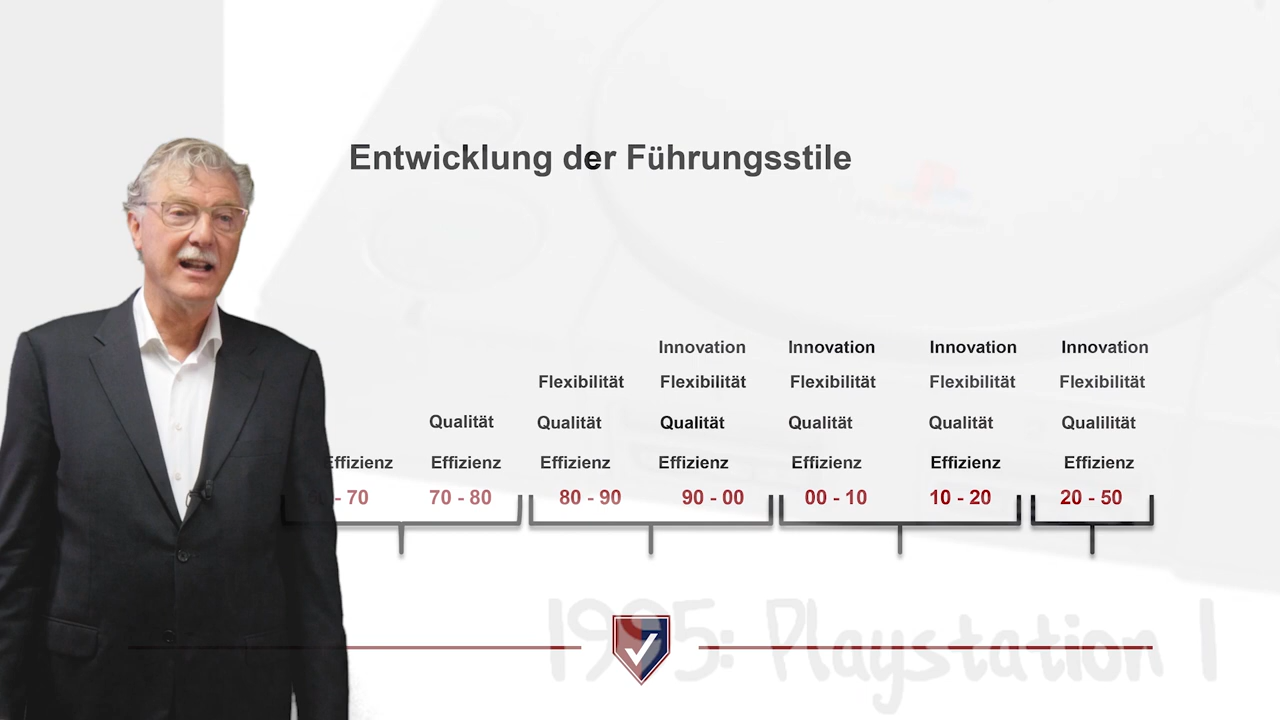 Entwicklung der Führungsstile
Innovation Innovation Innovation Innovation
Flexibilität Flexibilität Flexibilität Flexibilität Flexibilität
Qualität Qualität Qualität Qualität Qualität Qualilität
Effizienz Effizienz Effizienz Effizienz Effizienz Effizienz Effizienz
- 70 70 - 80 80 - 90 90 - 00 00 - 10 10 - 20 20 - 50
1995: Playstation 1